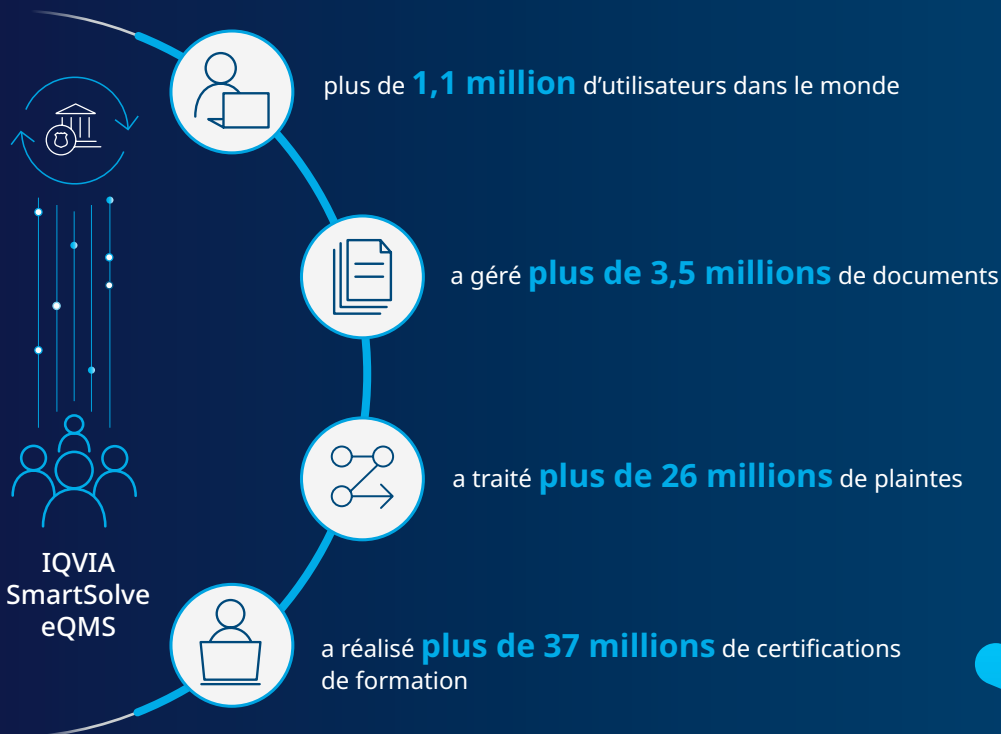 plus de 1,1 million d’utilisateurs dans le monde
a géré plus de 3,5 millions de documents
a traité plus de 26 millions de plaintes
IQVIA
SmartSolve
eQMS
a réalisé plus de 37 millions de certifications
de formation